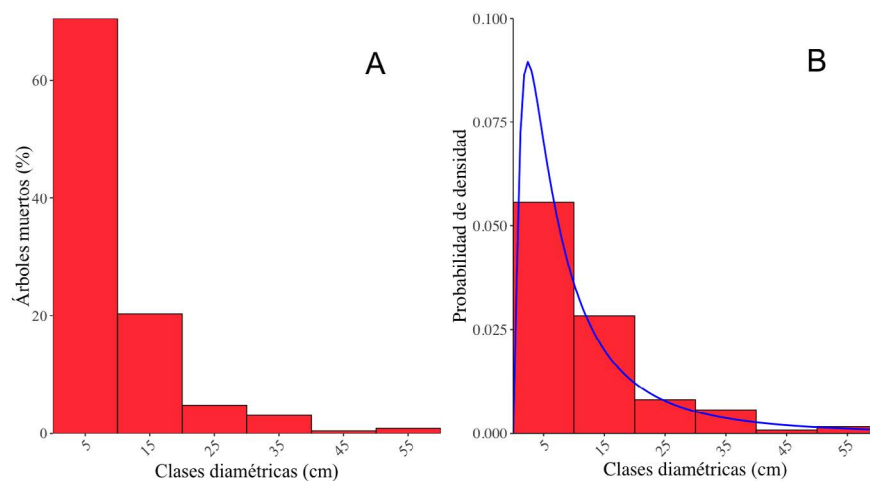 A
60
40
20
0
5 15 25 35 45 55
Árboles muertos (%)
Clases diamétricas (cm)
B
0.100
0.075
0.050
0.025
0.000
5 15 25 35 45 55
Probabilidad de densidad
Clases diamétricas (cm)